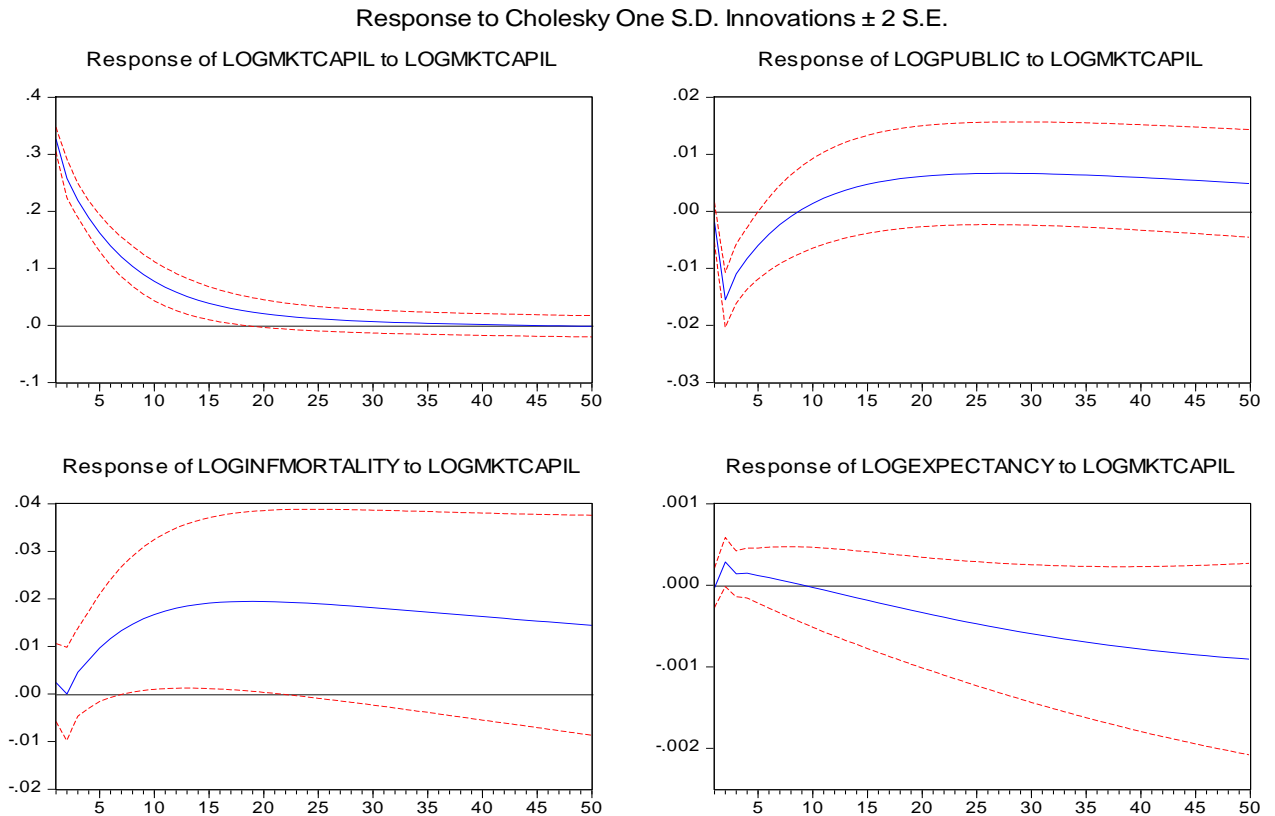 Response to Cholesky One S.D. Innovations ± 2 S.E.
Response of LOGMKTCAPIL to LOGMKTCAPIL
.4
.3
.2
.1
.0
-.1
5 10 15 20 25 30 35 40 45 50
Response of LOGPUBLIC to LOGMKTCAPIL
.02
.01
.00
-.01
-.02
-.03
5 10 15 20 25 30 35 40 45 50
Response of LOGINFMORTALITY to LOGMKTCAPIL
.04
.03
.02
.01
.00
-.01
-.02
5 10 15 20 25 30 35 40 45 50
Response of LOGEXPECTANCY to LOGMKTCAPIL
.001
.000
-.001
-.002
5 10 15 20 25 30 35 40 45 50